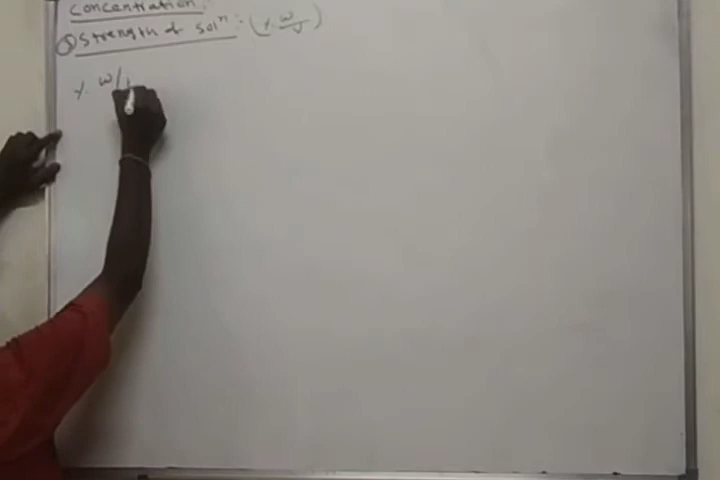 Concentration:
① Strength of solⁿ: (% w/v)
% w/